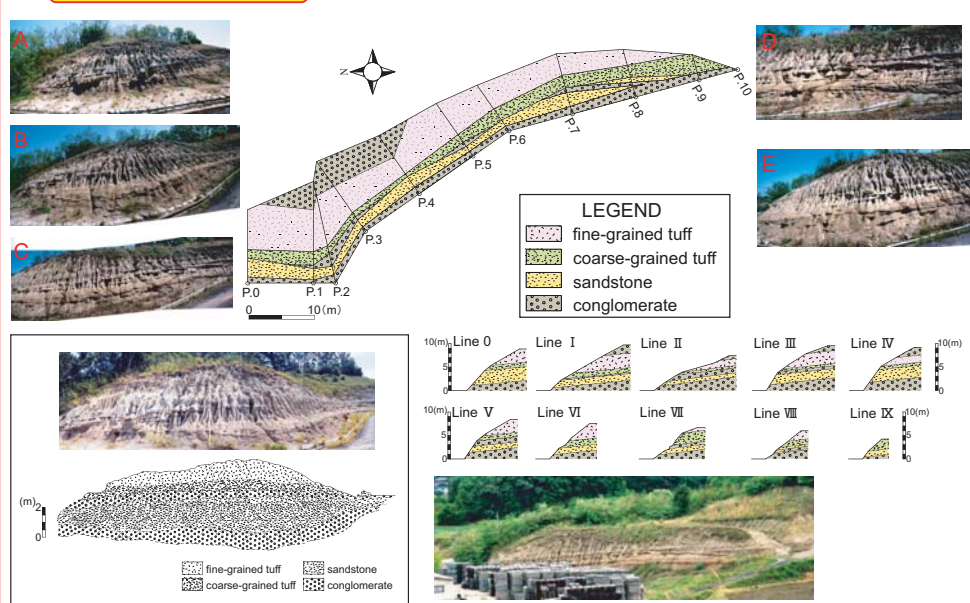 A
B
C
D
E
N
P.0
P.1
P.2
P.3
P.4
P.5
P.6
P.7
P.8
P.9
P.10
0 10(m)
LEGEND
fine-grained tuff
coarse-grained tuff
sandstone
conglomerate
(m)
2
0
fine-grained tuff
coarse-grained tuff
sandstone
conglomerate
10(m) Line 0 Line Ⅰ Line Ⅱ Line Ⅲ Line Ⅳ 10(m)
5 5
0 0
10(m) Line Ⅴ Line Ⅵ Line Ⅶ Line Ⅷ Line Ⅸ 10(m)
5 5
0 0